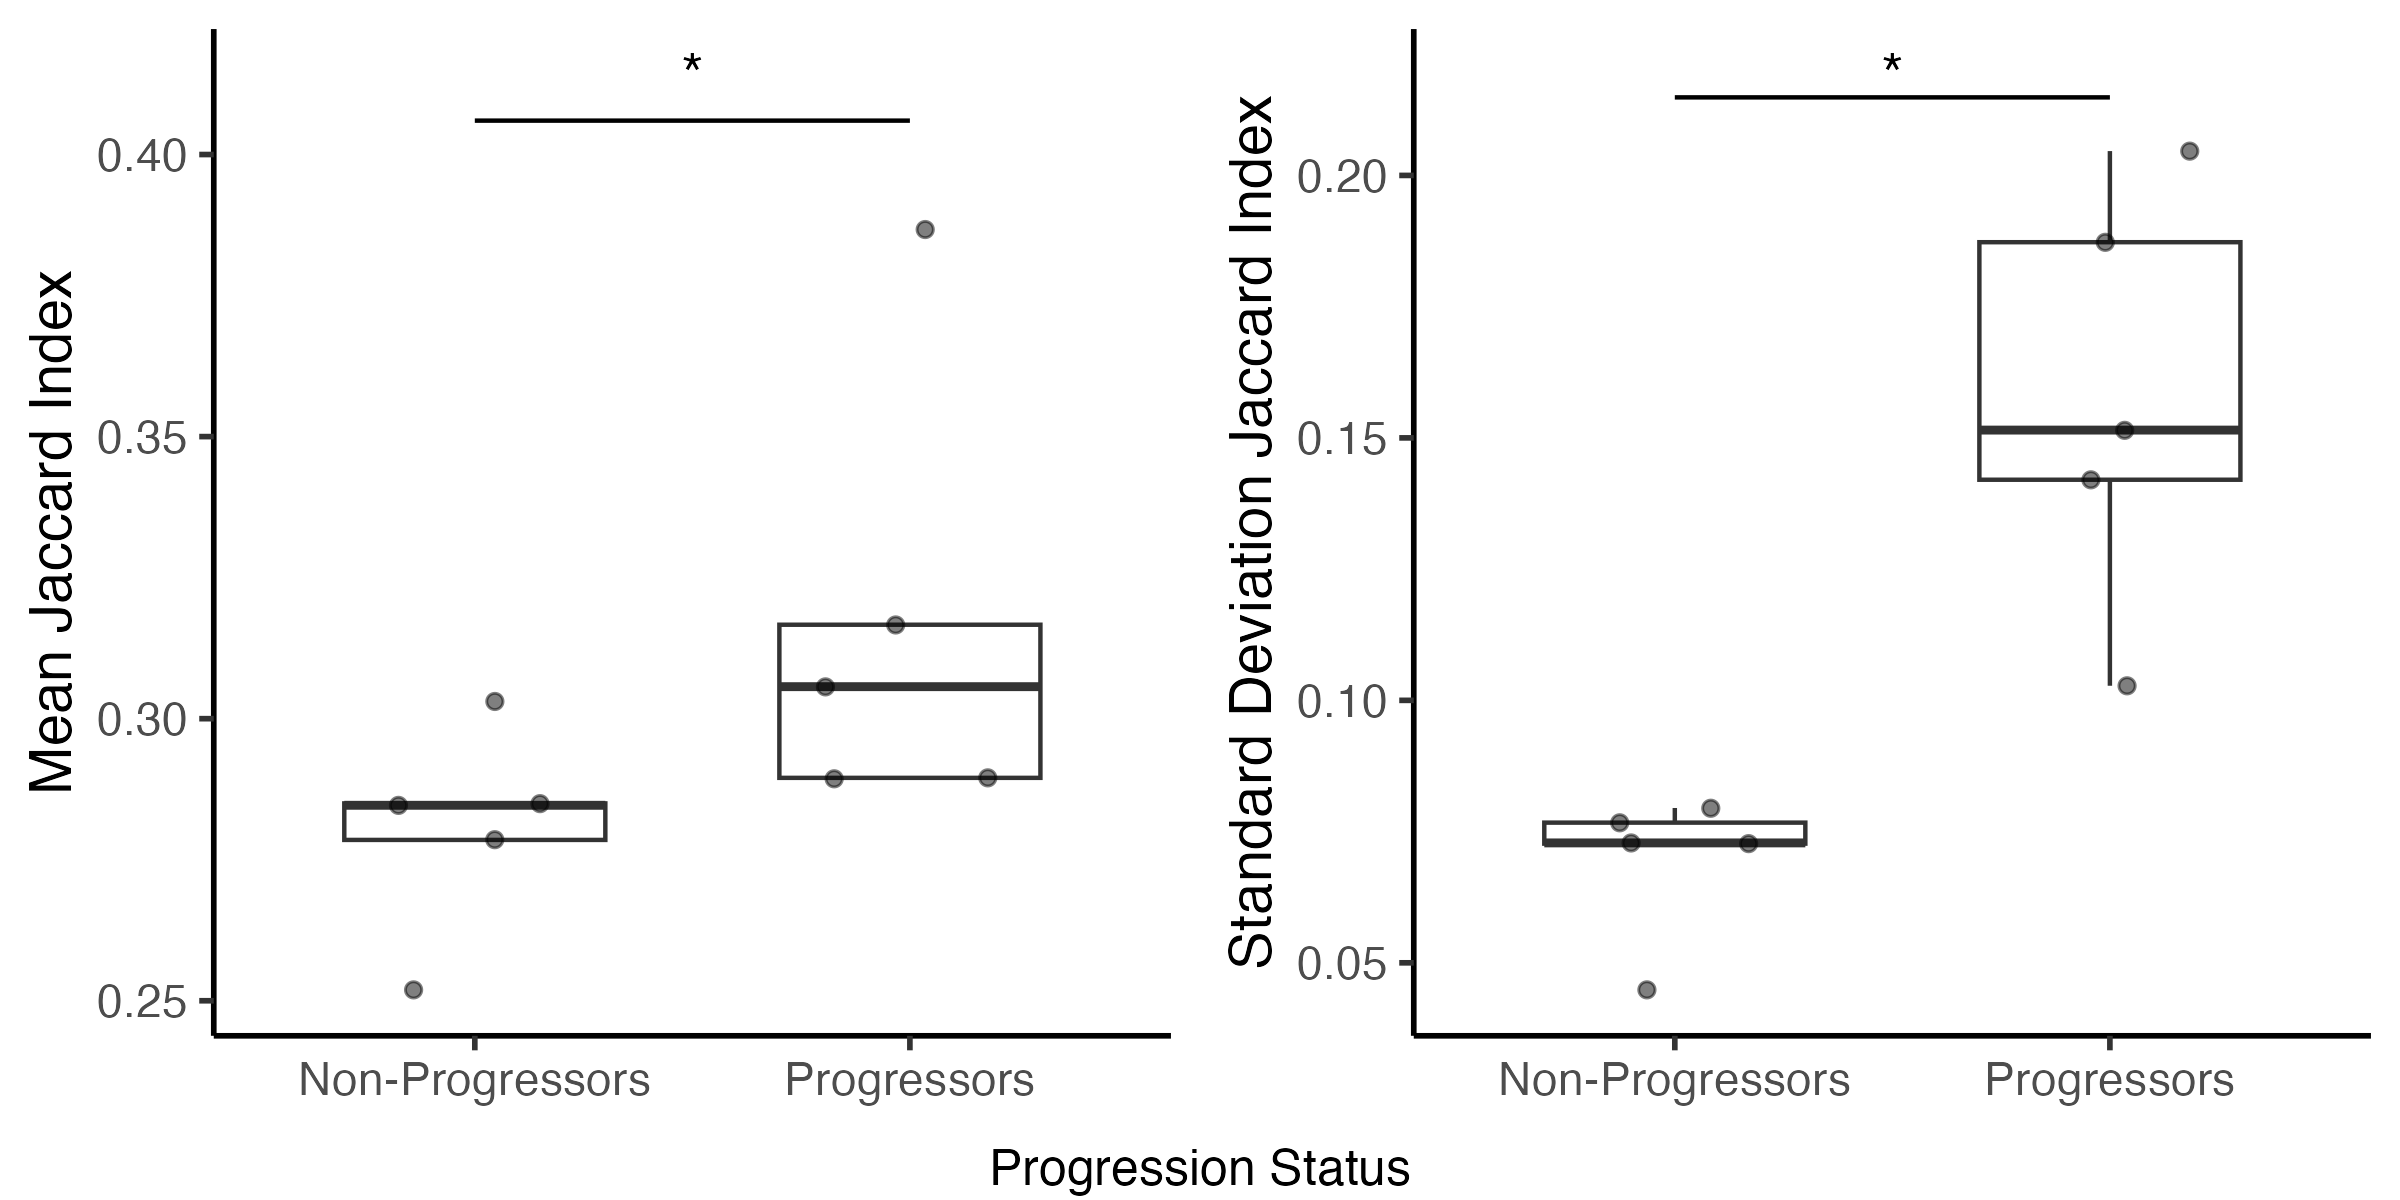 *
Mean Jaccard Index
0.40
0.35
0.30
0.25
Non-Progressors
Progressors
*
Standard Deviation Jaccard Index
0.20
0.15
0.10
0.05
Non-Progressors
Progressors
Progression Status